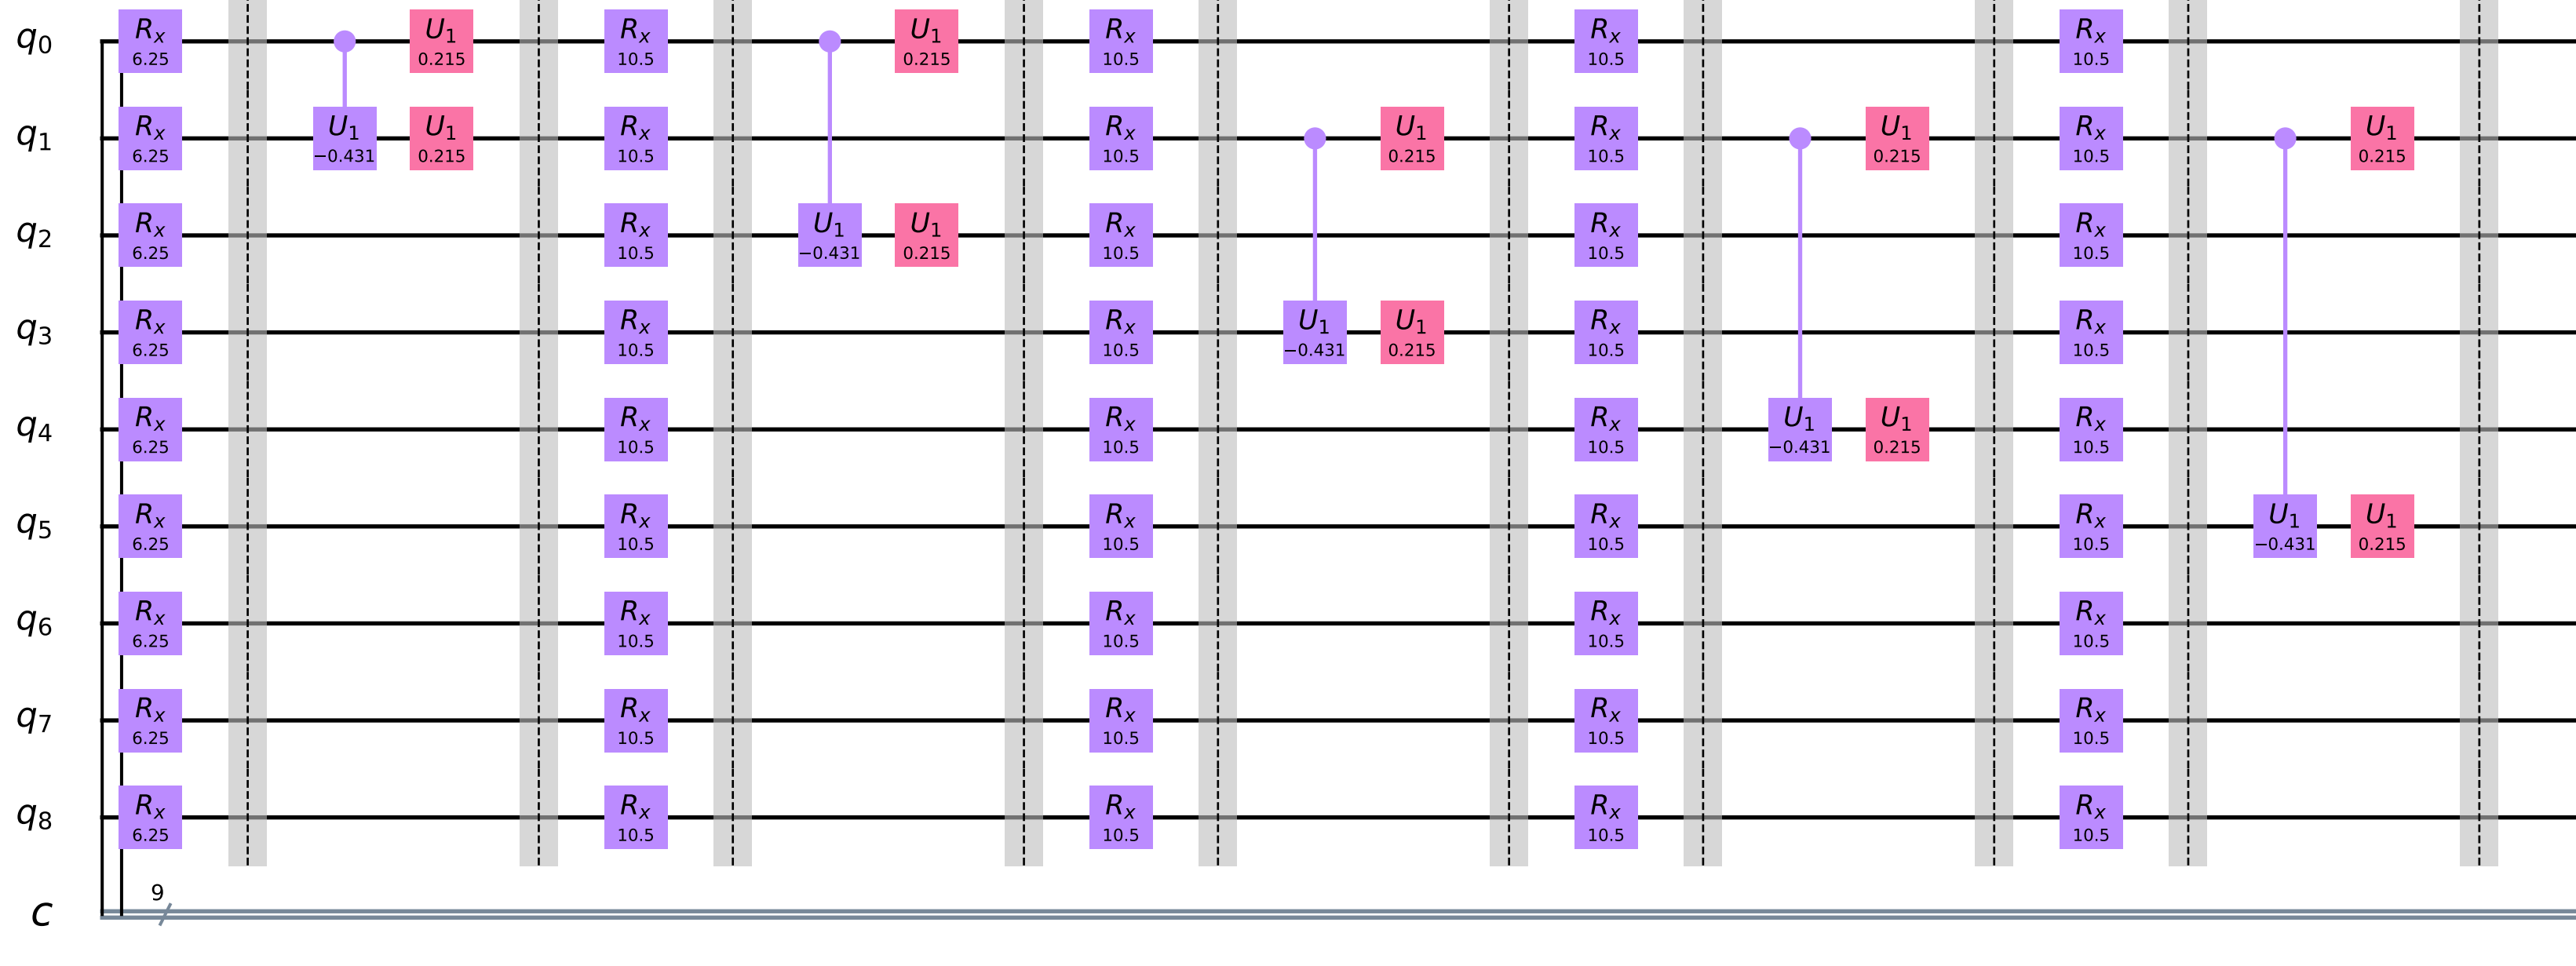 q₀ Rₓ U₁ Rₓ U₁ Rₓ Rₓ Rₓ
6.25 0.215 10.5 0.215 10.5 10.5 10.5
q₁ Rₓ U₁ U₁ Rₓ Rₓ U₁ Rₓ U₁ Rₓ U₁
6.25 −0.431 0.215 10.5 10.5 0.215 10.5 0.215 10.5 0.215
q₂ Rₓ Rₓ U₁ U₁ Rₓ Rₓ Rₓ
6.25 10.5 −0.431 0.215 10.5 10.5 10.5
q₃ Rₓ Rₓ Rₓ U₁ U₁ Rₓ Rₓ
6.25 10.5 10.5 −0.431 0.215 10.5 10.5
q₄ Rₓ Rₓ Rₓ Rₓ U₁ U₁ Rₓ
6.25 10.5 10.5 10.5 −0.431 0.215 10.5
q₅ Rₓ Rₓ Rₓ Rₓ Rₓ U₁ U₁
6.25 10.5 10.5 10.5 10.5 −0.431 0.215
q₆ Rₓ Rₓ Rₓ Rₓ Rₓ
6.25 10.5 10.5 10.5 10.5
q₇ Rₓ Rₓ Rₓ Rₓ Rₓ
6.25 10.5 10.5 10.5 10.5
q₈ Rₓ Rₓ Rₓ Rₓ Rₓ
6.25 10.5 10.5 10.5 10.5
9
c